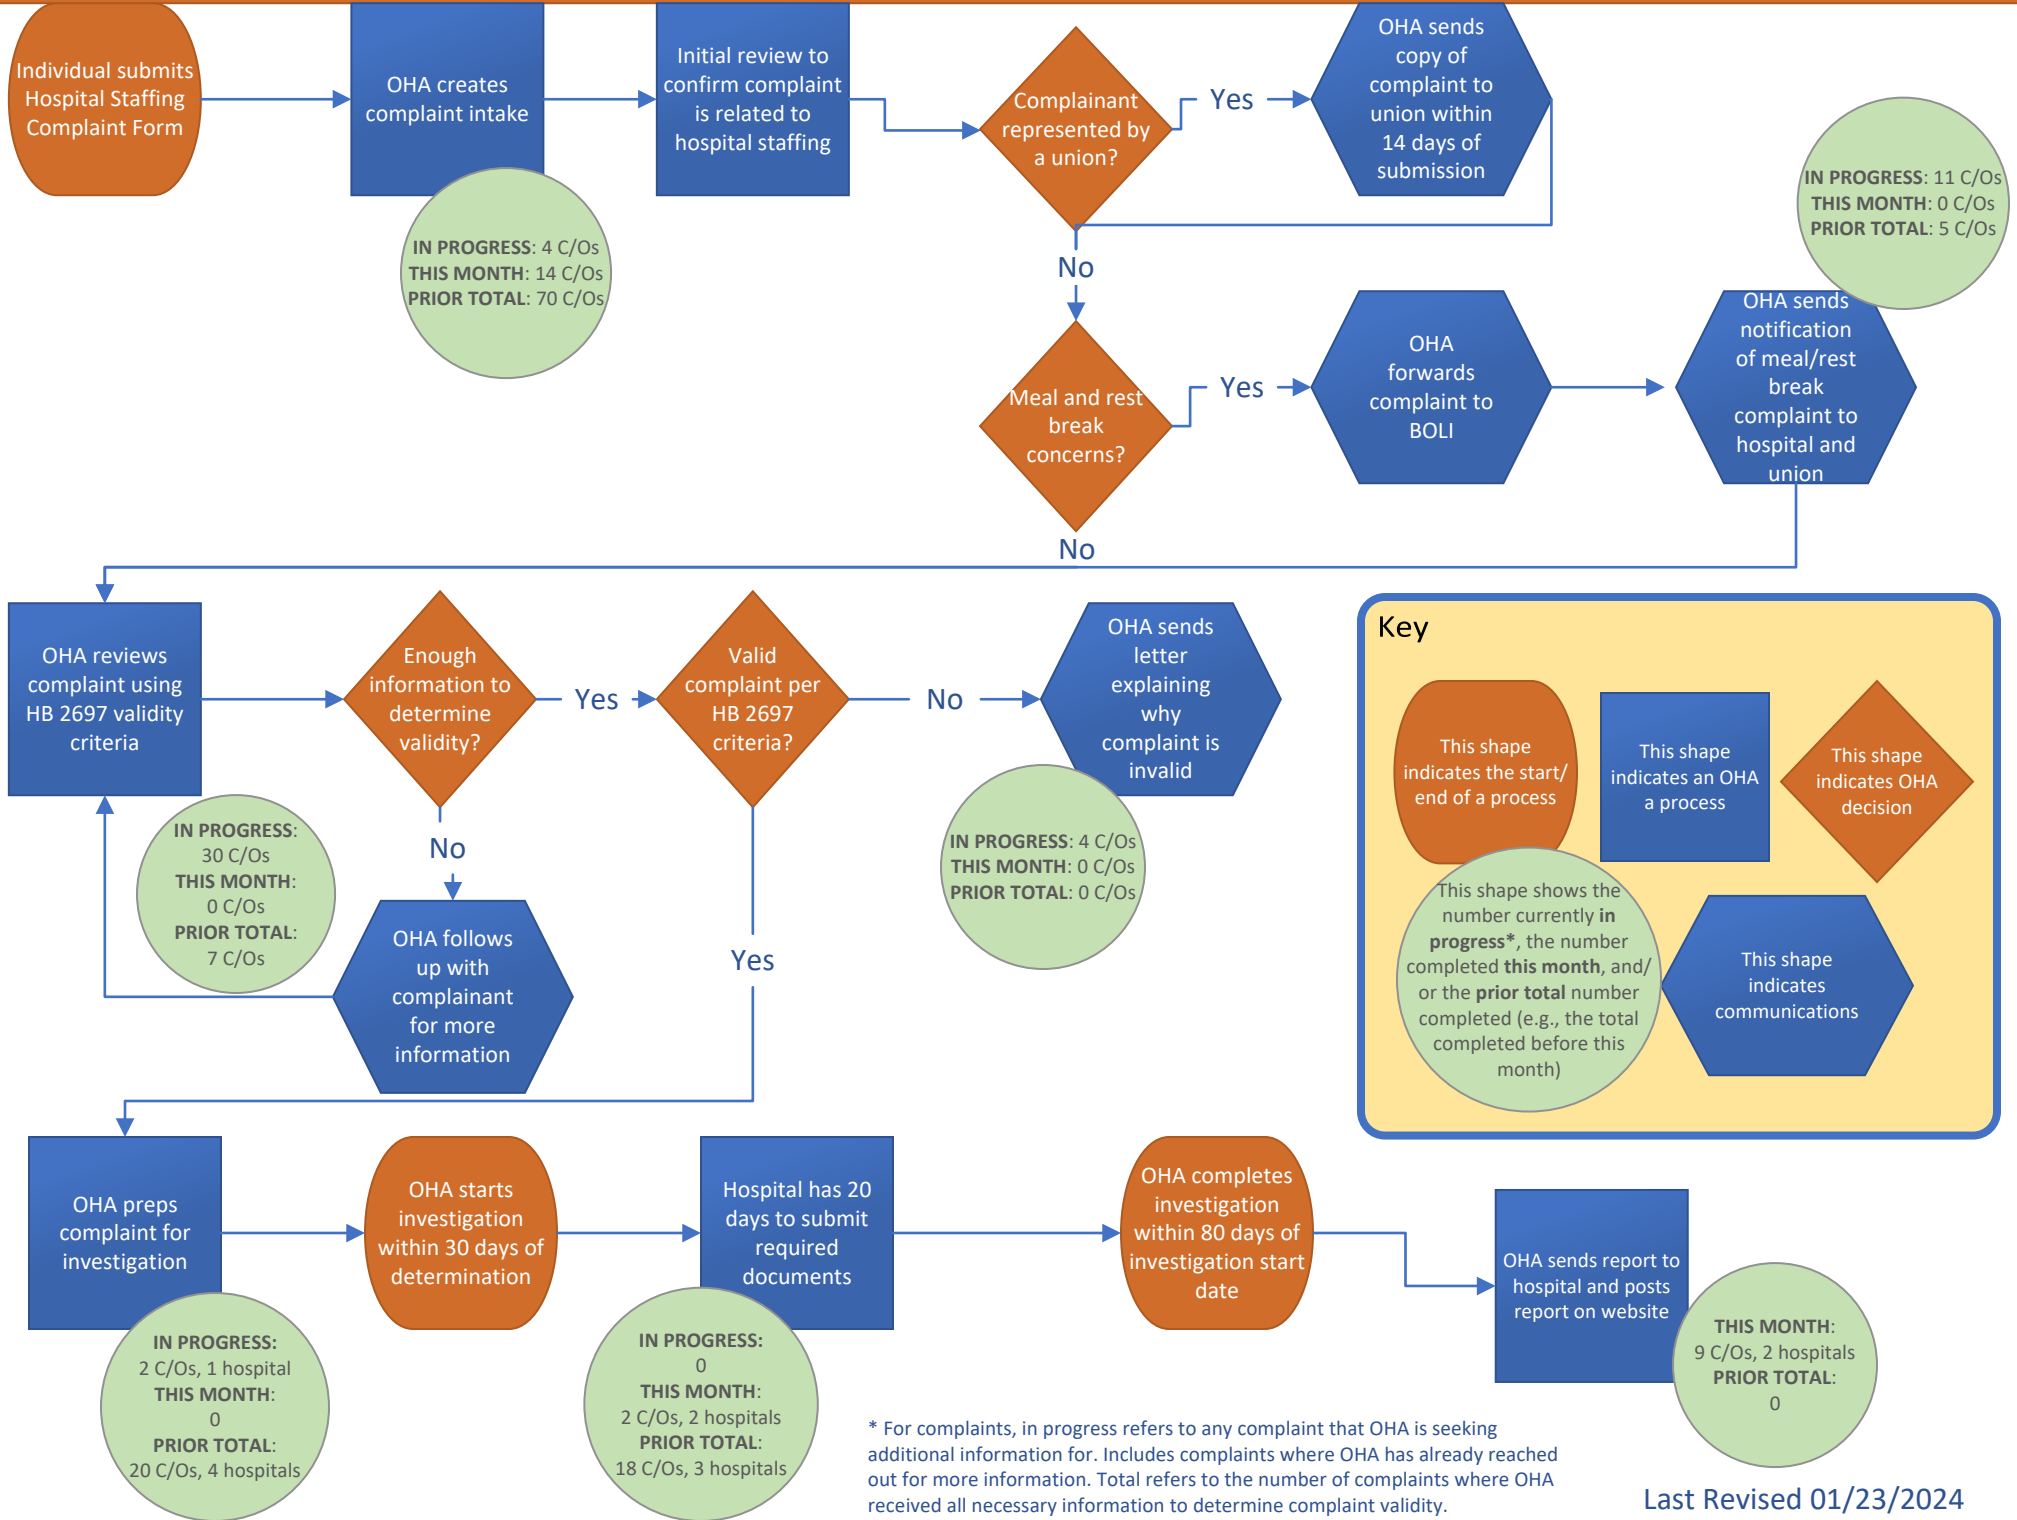 Individual submits
Hospital Staffing
Complaint Form
OHA creates
complaint intake
IN PROGRESS: 4 C/Os
THIS MONTH: 14 C/Os
PRIOR TOTAL: 70 C/Os
Initial review to
confirm complaint
is related to
hospital staffing
Complainant
represented by
a union?
Yes
OHA sends
copy of
complaint to
union within
14 days of
submission
No
Meal and rest
break
concerns?
Yes
OHA
forwards
complaint to
BOLI
IN PROGRESS: 11 C/Os
THIS MONTH: 0 C/Os
PRIOR TOTAL: 5 C/Os
OHA sends
notification
of meal/rest
break
complaint to
hospital and
union
No
OHA reviews
complaint using
HB 2697 validity
criteria
IN PROGRESS:
30 C/Os
THIS MONTH:
0 C/Os
PRIOR TOTAL:
7 C/Os
Enough
information to
determine
validity?
No
OHA follows
up with
complainant
for more
information
Yes
Valid
complaint per
HB 2697
criteria?
No
OHA sends
letter
explaining
why
complaint is
invalid
IN PROGRESS: 4 C/Os
THIS MONTH: 0 C/Os
PRIOR TOTAL: 0 C/Os
Yes
Key
This shape
indicates the start/
end of a process
This shape
indicates an OHA
a process
This shape
indicates OHA
decision
This shape shows the
number currently in
progress*, the number
completed this month, and/
or the prior total number
completed (e.g., the total
completed before this
month)
This shape
indicates
communications
OHA preps
complaint for
investigation
IN PROGRESS:
2 C/Os, 1 hospital
THIS MONTH:
0
PRIOR TOTAL:
20 C/Os, 4 hospitals
OHA starts
investigation
within 30 days of
determination
Hospital has 20
days to submit
required
documents
IN PROGRESS:
0
THIS MONTH:
2 C/Os, 2 hospitals
PRIOR TOTAL:
18 C/Os, 3 hospitals
OHA completes
investigation
within 80 days of
investigation start
date
OHA sends report to
hospital and posts
report on website
THIS MONTH:
9 C/Os, 2 hospitals
PRIOR TOTAL:
0
* For complaints, in progress refers to any complaint that OHA is seeking
additional information for. Includes complaints where OHA has already reached
out for more information. Total refers to the number of complaints where OHA
received all necessary information to determine complaint validity.
Last Revised 01/23/2024